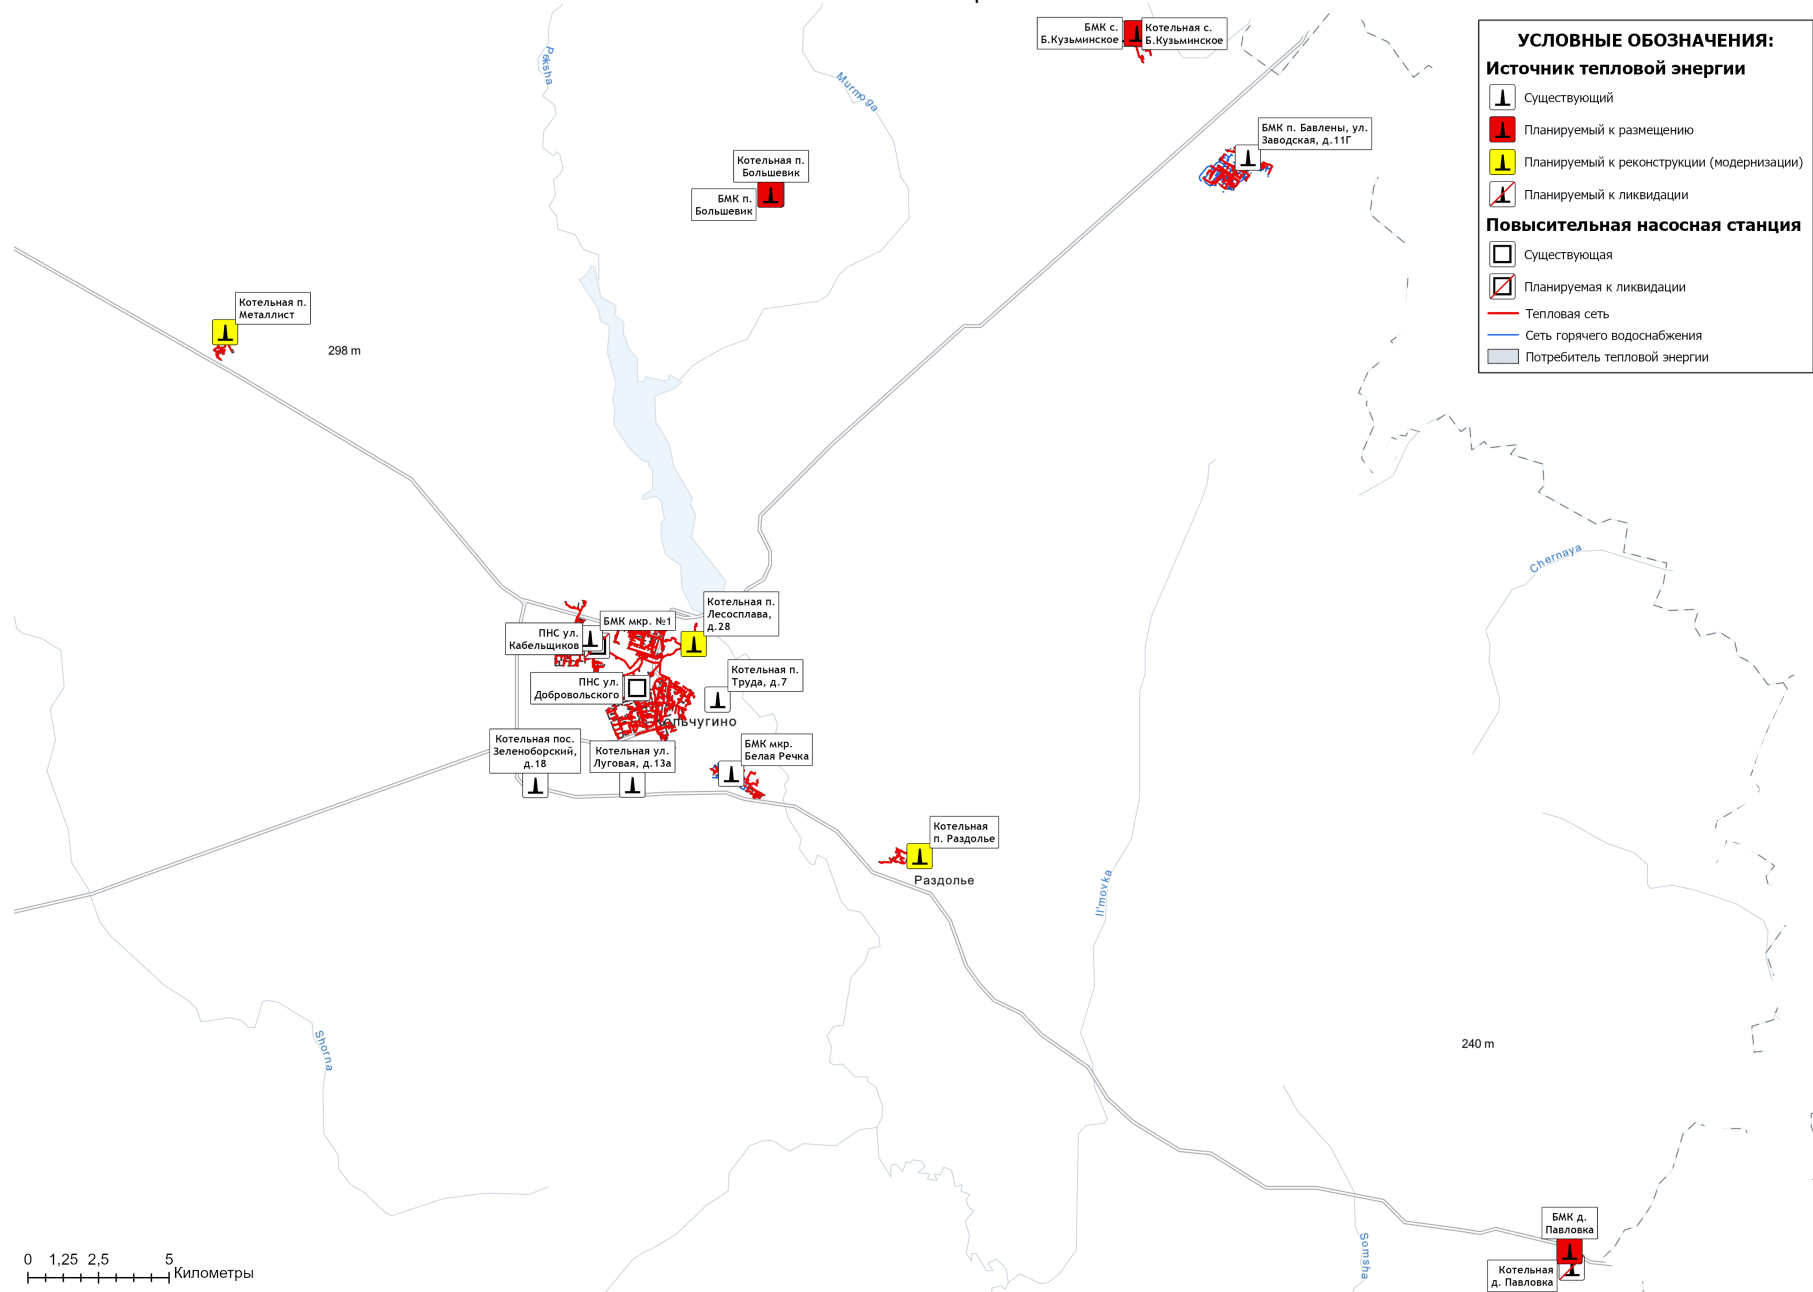 БМК с.
Б.Кузьминское
Котельная с.
Б.Кузьминское
УСЛОВНЫЕ ОБОЗНАЧЕНИЯ:
Источник тепловой энергии
Существующий
Планируемый к размещению
Планируемый к реконструкции (модернизации)
Планируемый к ликвидации
Повысительная насосная станция
Существующая
Планируемая к ликвидации
Тепловая сеть
Сеть горячего водоснабжения
Потребитель тепловой энергии
Peksha
Murmoga
БМК п. Бавлены, ул.
Заводская, д.11Г
Котельная п.
Большевик
БМК п.
Большевик
Котельная п.
Металлист
298 m
Chernaya
Котельная п.
Лесосплава,
д.28
БМК мкр. №1
ПНС ул.
Кабельщиков
Котельная п.
Труда, д.7
ПНС ул.
Добровольского
Кольчугино
Котельная пос.
Зеленоборский,
д.18
Котельная ул.
Луговая, д.13а
БМК мкр.
Белая Речка
Котельная
п. Раздолье
Раздолье
Il'movka
Shorna
240 m
БМК д.
Павловка
Somsha
Котельная
д. Павловка
0 1,25 2,5 5
Километры